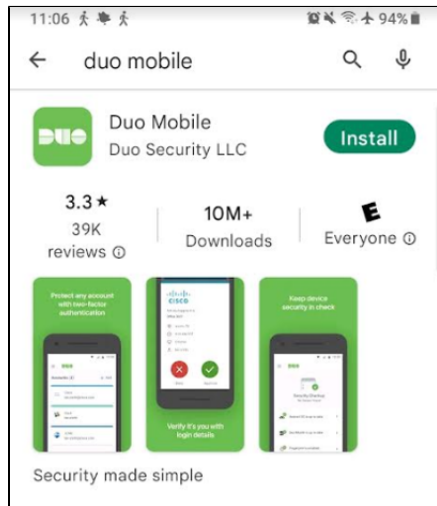 11:06
94%
duo mobile
DUO
Duo Mobile
Duo Security LLC
Install
3.3★
39K
reviews
10M+
Downloads
E
Everyone
Protect any account
with two-factor
authentication
DUO
CISCO
Verify it's you with
login details
Keep device
security in check
DUO
Security made simple